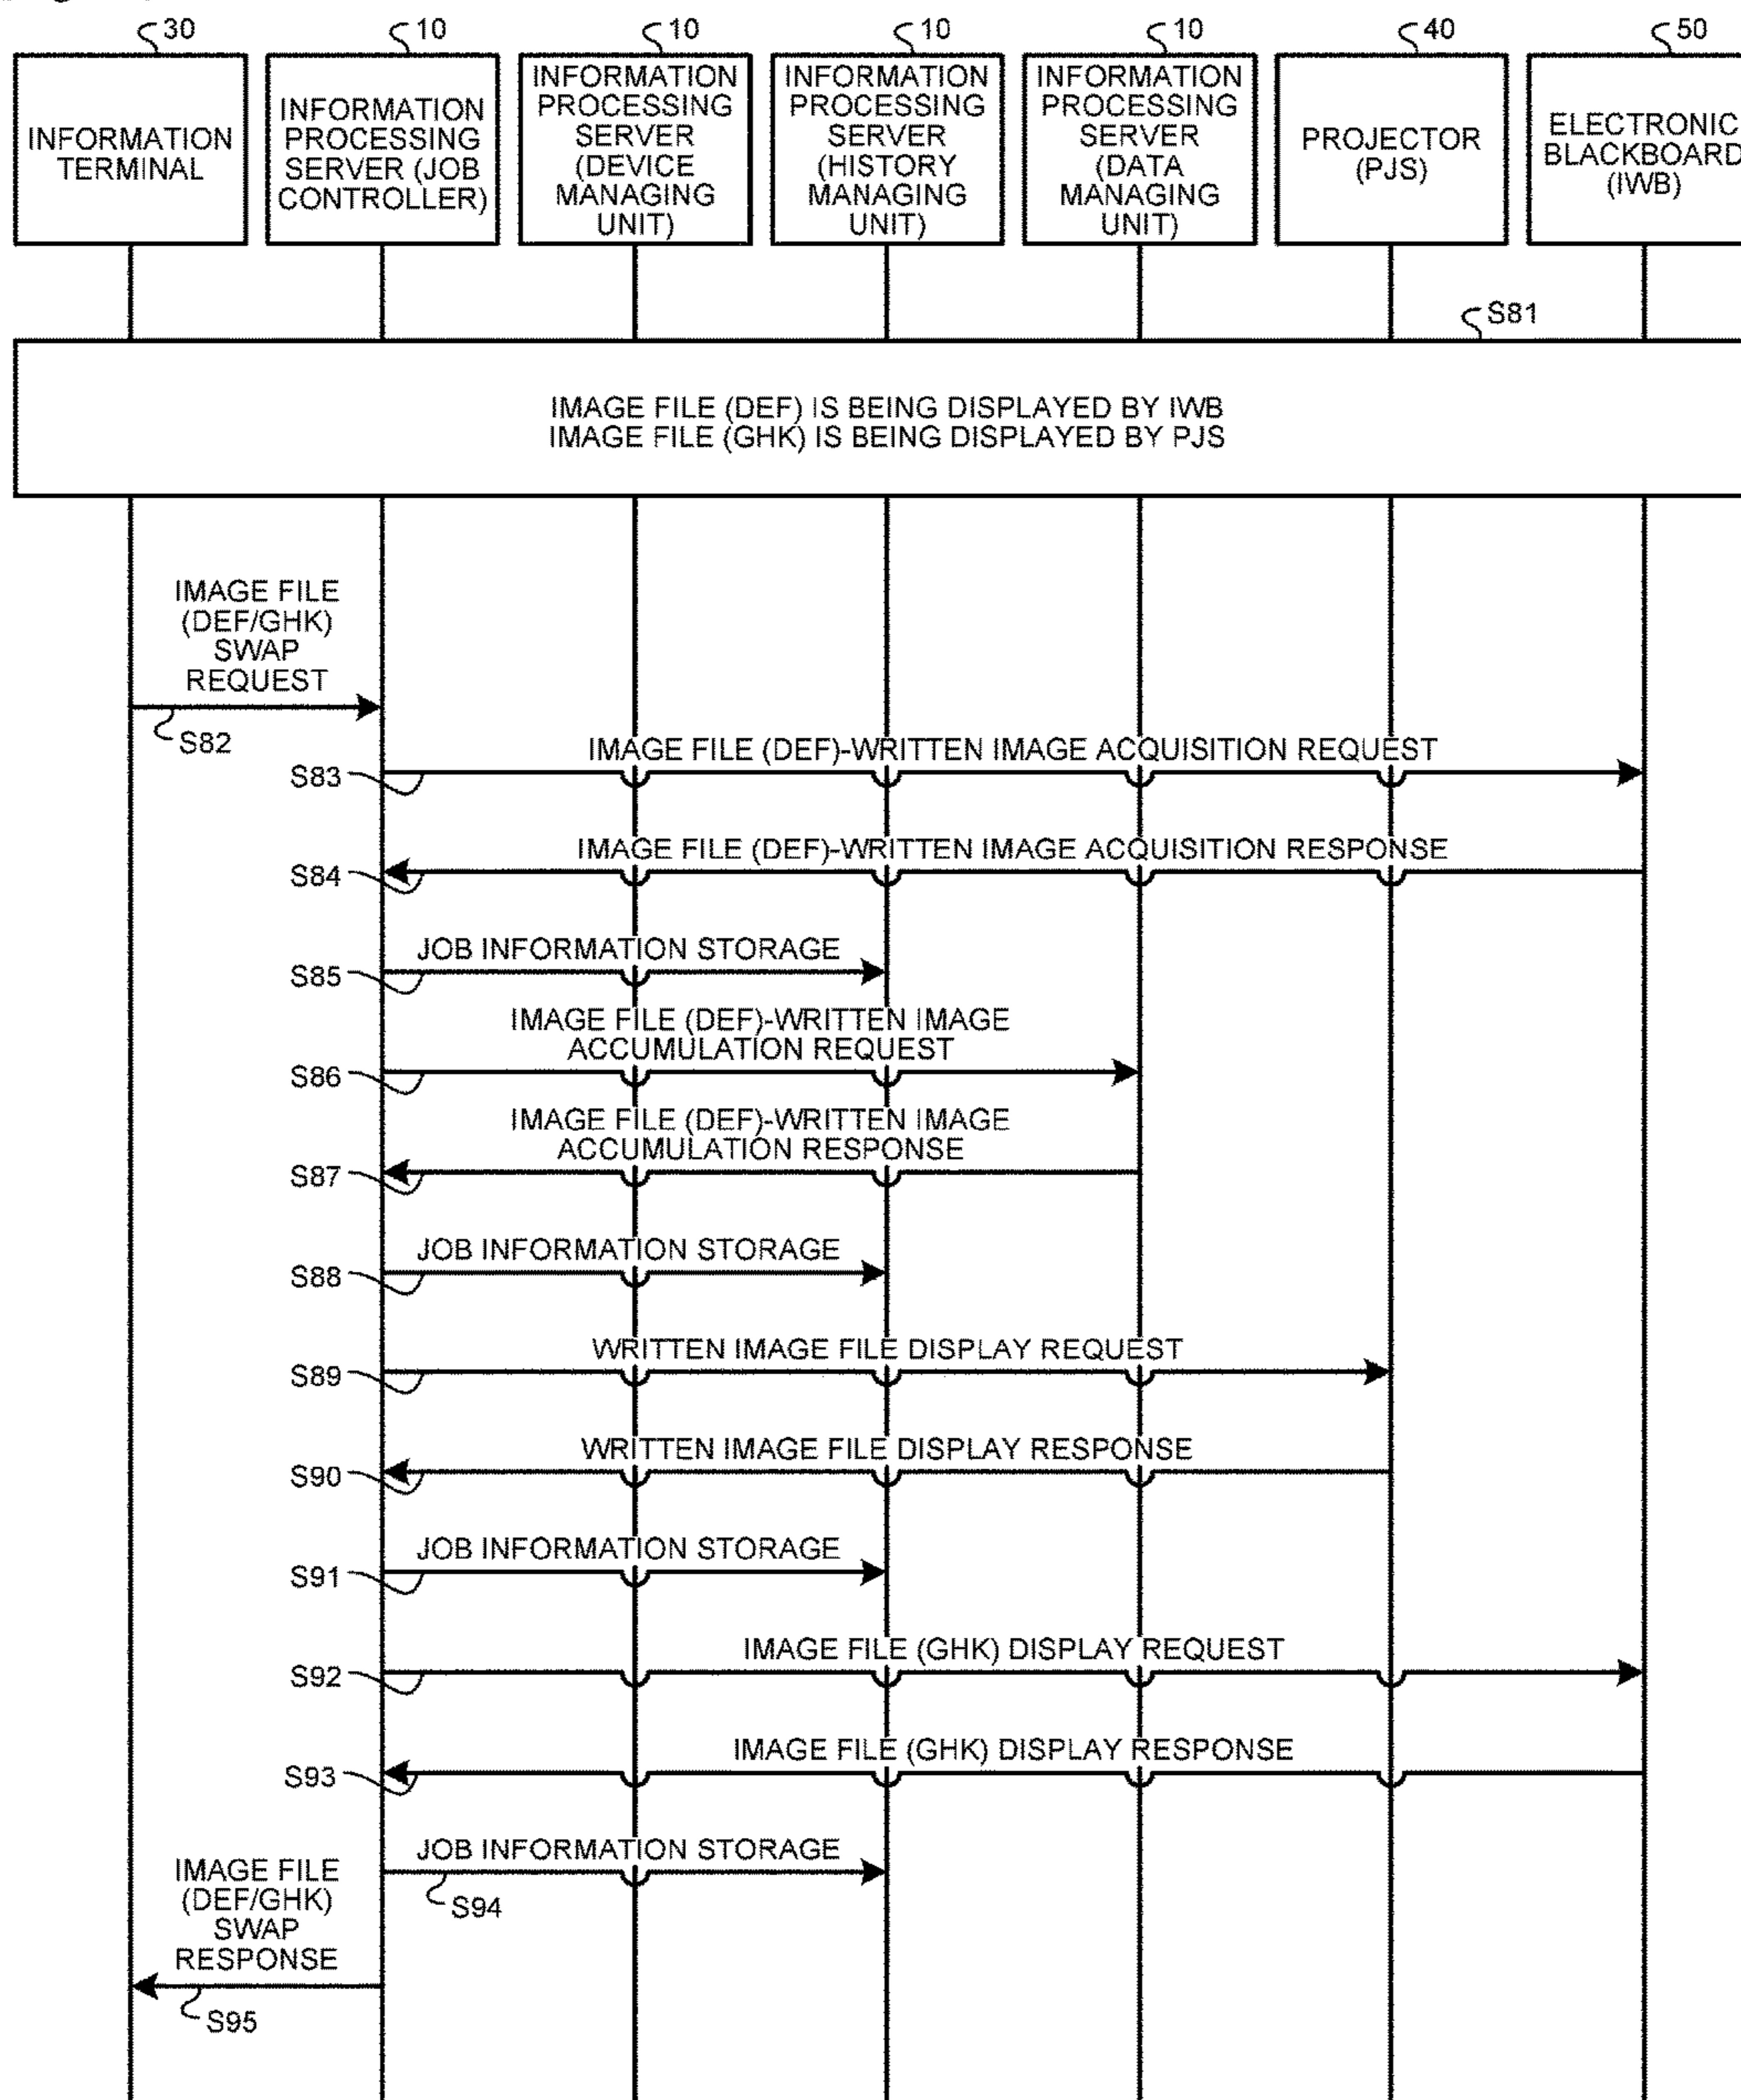 30
10
10
10
10
40
50
INFORMATION
TERMINAL
INFORMATION
PROCESSING
SERVER (JOB
CONTROLLER)
INFORMATION
PROCESSING
SERVER
(DEVICE
MANAGING
UNIT)
INFORMATION
PROCESSING
SERVER
(HISTORY
MANAGING
UNIT)
INFORMATION
PROCESSING
SERVER
(DATA
MANAGING
UNIT)
PROJECTOR
(PJS)
ELECTRONIC
BLACKBOARD
(IWB)
S81
IMAGE FILE (DEF) IS BEING DISPLAYED BY IWB
IMAGE FILE (GHK) IS BEING DISPLAYED BY PJS
IMAGE FILE
(DEF/GHK)
SWAP
REQUEST
S82
IMAGE FILE (DEF)-WRITTEN IMAGE ACQUISITION REQUEST
S83
IMAGE FILE (DEF)-WRITTEN IMAGE ACQUISITION RESPONSE
S84
JOB INFORMATION STORAGE
S85
IMAGE FILE (DEF)-WRITTEN IMAGE
ACCUMULATION REQUEST
S86
IMAGE FILE (DEF)-WRITTEN IMAGE
ACCUMULATION RESPONSE
S87
JOB INFORMATION STORAGE
S88
WRITTEN IMAGE FILE DISPLAY REQUEST
S89
WRITTEN IMAGE FILE DISPLAY RESPONSE
S90
JOB INFORMATION STORAGE
S91
IMAGE FILE (GHK) DISPLAY REQUEST
S92
IMAGE FILE (GHK) DISPLAY RESPONSE
S93
JOB INFORMATION STORAGE
S94
IMAGE FILE
(DEF/GHK)
SWAP
RESPONSE
S95